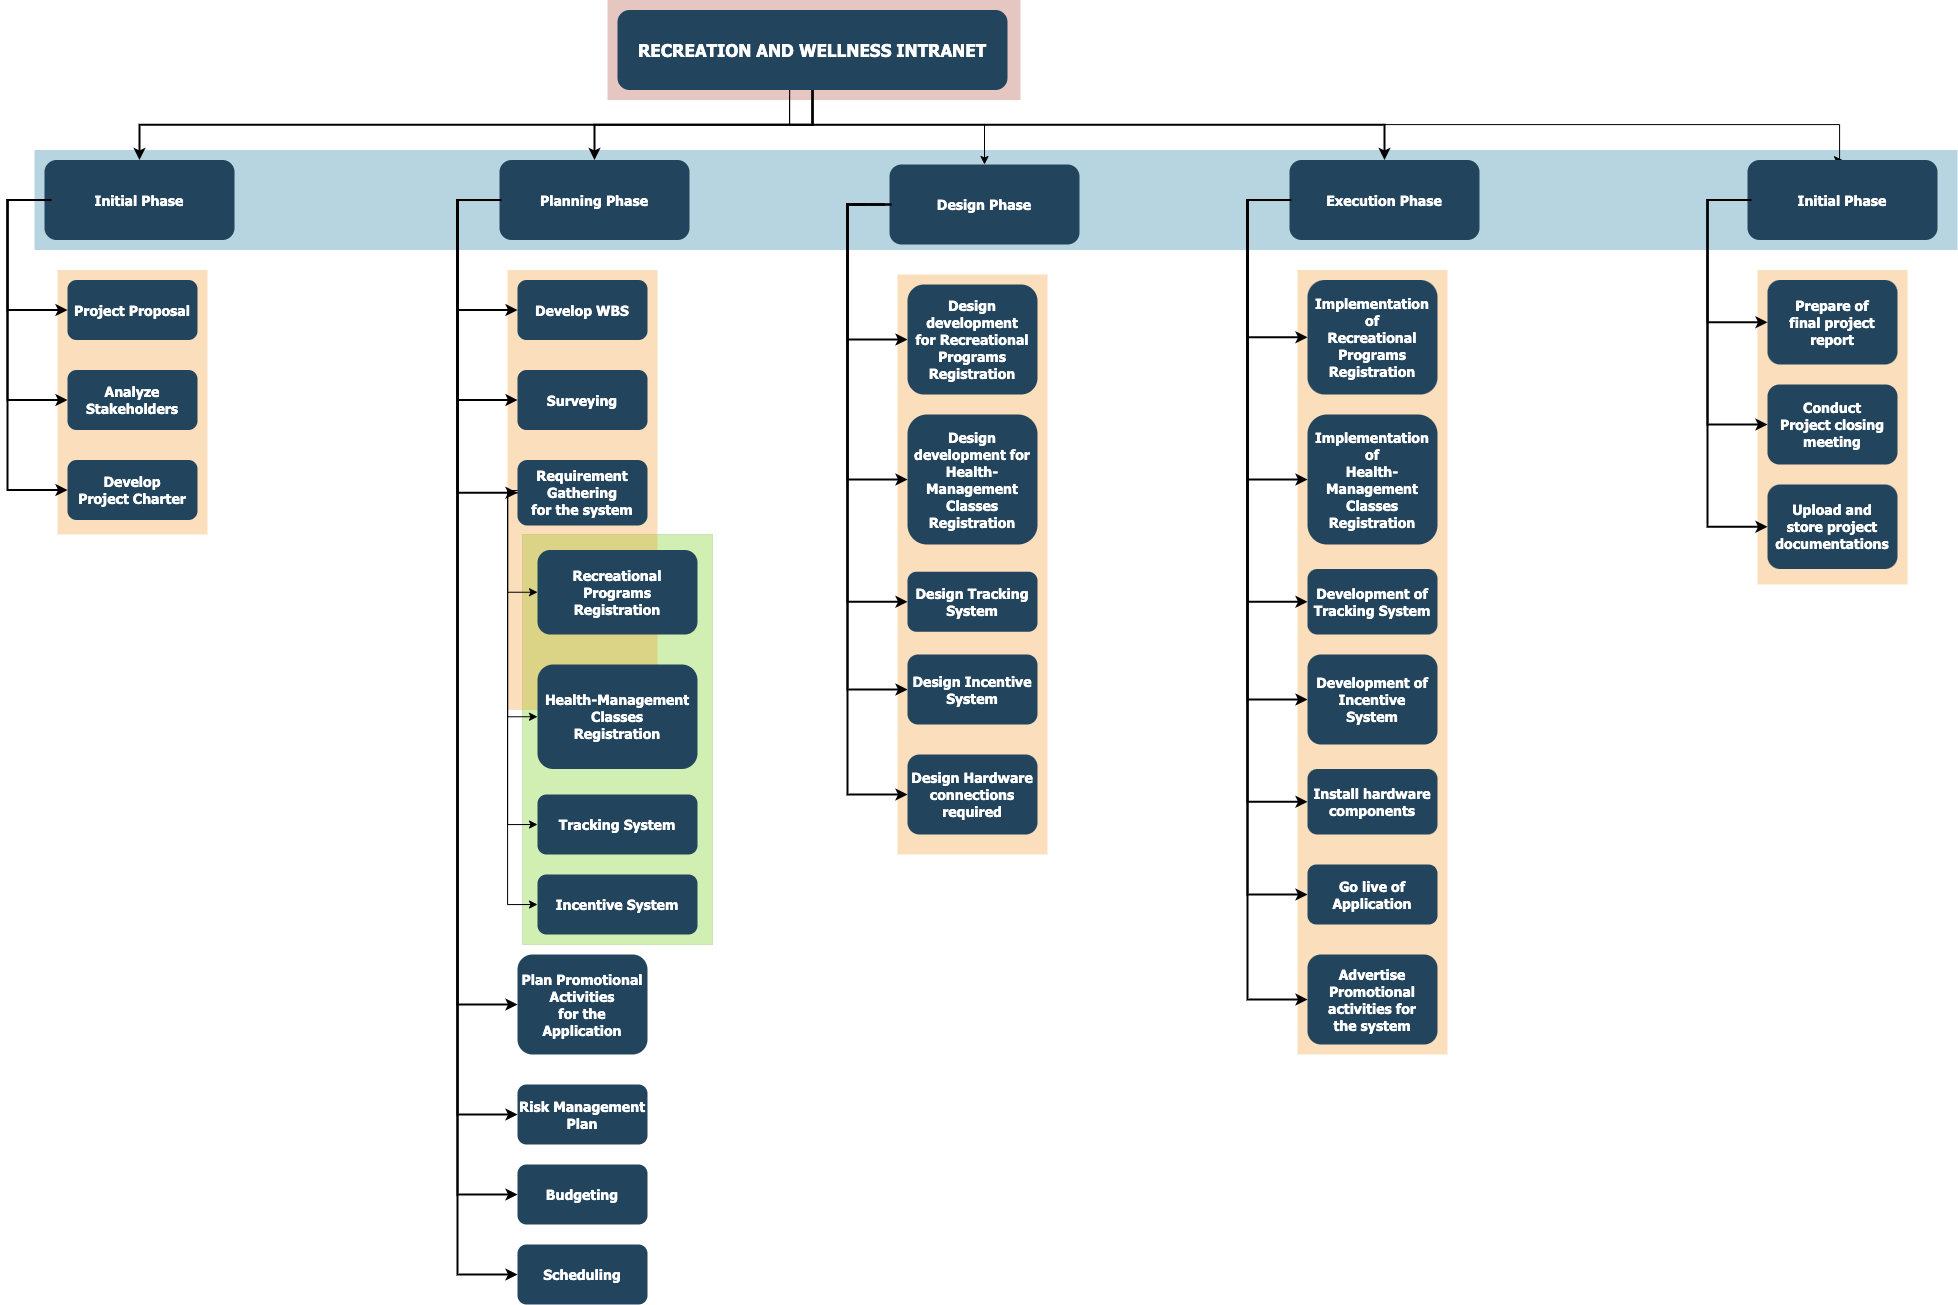 RECREATION AND WELLNESS INTRANET
Initial Phase
Project Proposal
Analyze
Stakeholders
Develop
Project Charter
Planning Phase
Develop WBS
Surveying
Requirement
Gathering
for the system
Recreational
Programs
Registration
Health-Management
Classes
Registration
Tracking System
Incentive System
Plan Promotional
Activities
for the
Application
Risk Management
Plan
Budgeting
Scheduling
Design Phase
Design
development
for Recreational
Programs
Registration
Design
development for
Health-
Management
Classes
Registration
Design Tracking
System
Design Incentive
System
Design Hardware
connections
required
Execution Phase
Implementation
of
Recreational
Programs
Registration
Implementation
of
Health-
Management
Classes
Registration
Development of
Tracking System
Development of
Incentive
System
Install hardware
components
Go live of
Application
Advertise
Promotional
activities for
the system
Initial Phase
Prepare of
final project
report
Conduct
Project closing
meeting
Upload and
store project
documentations